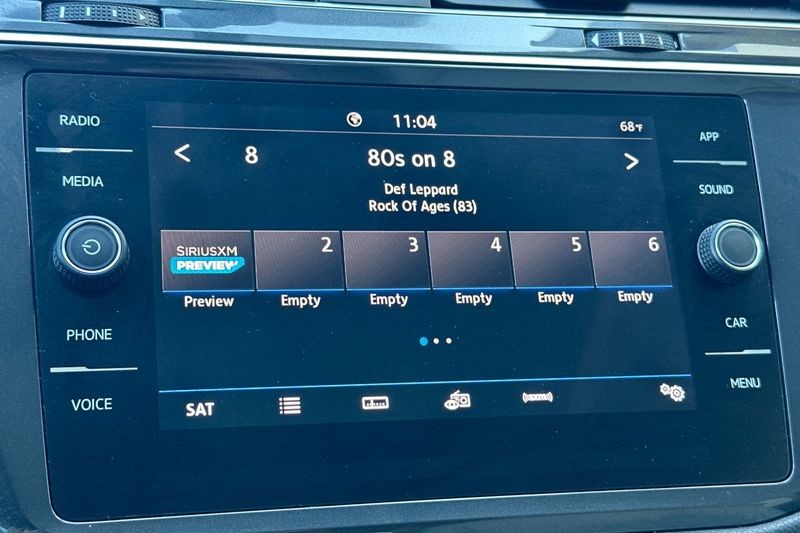 RADIO
MEDIA
PHONE
VOICE
11:04
68°F
8
80s on 8
Def Leppard
Rock Of Ages (83)
SIRIUSXM
PREVIEW
2
3
4
5
6
Preview
Empty
Empty
Empty
Empty
Empty
SAT
((SXM))
APP
SOUND
CAR
MENU